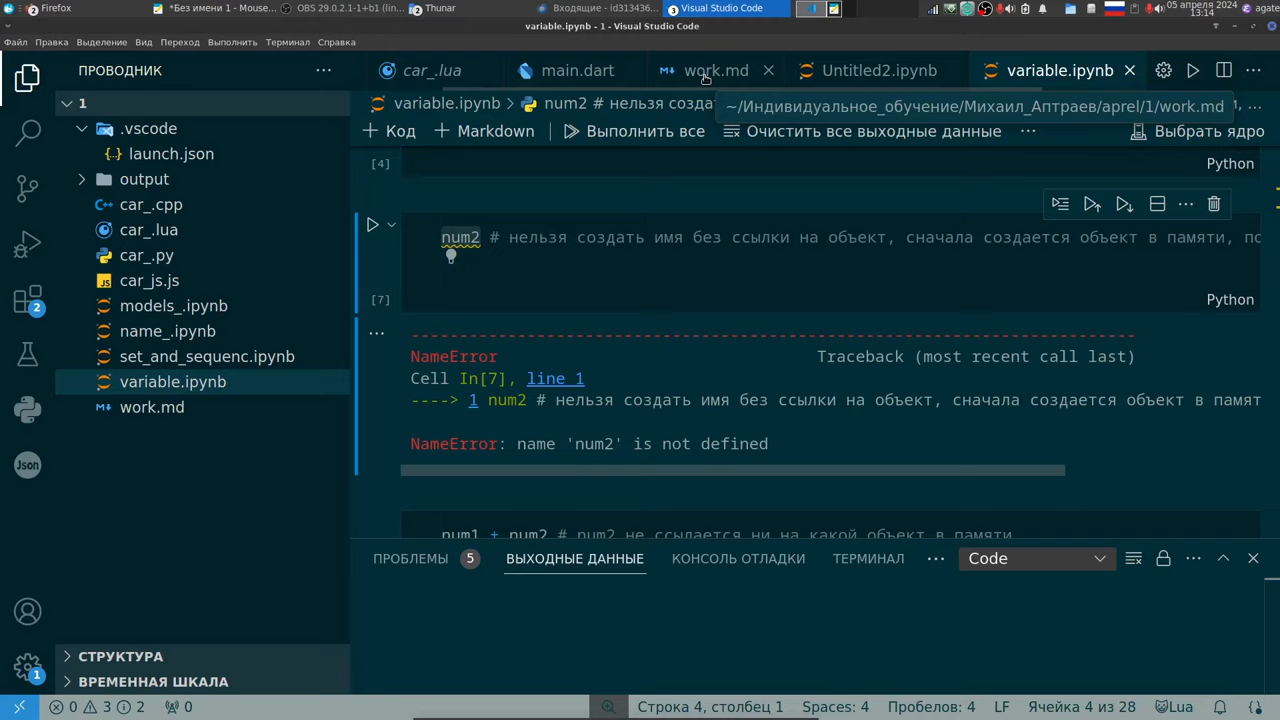 Firefox
*Без имени 1 - Mouse...
OBS 29.0.2.1-1+b1 (lin...
Thunar
Входящие - id313436...
Visual Studio Code
3
05 апреля 2024
13:14
agate
variable.ipynb - 1 - Visual Studio Code
Файл Правка Выделение Вид Переход Выполнить Терминал Справка
ПРОВОДНИК
car_.lua
main.dart
work.md
Untitled2.ipynb
variable.ipynb
1
.vscode
launch.json
output
car_.cpp
car_.lua
car_.py
car_js.js
models_.ipynb
name_.ipynb
set_and_sequenc.ipynb
variable.ipynb
work.md
СТРУКТУРА
ВРЕМЕННАЯ ШКАЛА
2
Json
1
variable.ipynb > num2 # нельзя созда
~/Индивидуальное_обучение/Михаил_Аптраев/aprel/1/work.md
Код Markdown Выполнить все Очистить все выходные данные ... Выбрать ядро
[4] Python
num2 # нельзя создать имя без ссылки на объект, сначала создается объект в памяти, по
[7] Python
---------------------------------------------------------------------------
NameError Traceback (most recent call last)
Cell In[7], line 1
----> 1 num2 # нельзя создать имя без ссылки на объект, сначала создается объект в памят
NameError: name 'num2' is not defined
num1 + num2 # num2 не ссылается ни на какой объект в памяти
ПРОБЛЕМЫ 5 ВЫХОДНЫЕ ДАННЫЕ КОНСОЛЬ ОТЛАДКИ ТЕРМИНАЛ ... Code
0 3 2 0 Строка 4, столбец 1 Spaces: 4 Пробелов: 4 LF Ячейка 4 из 28 Lua